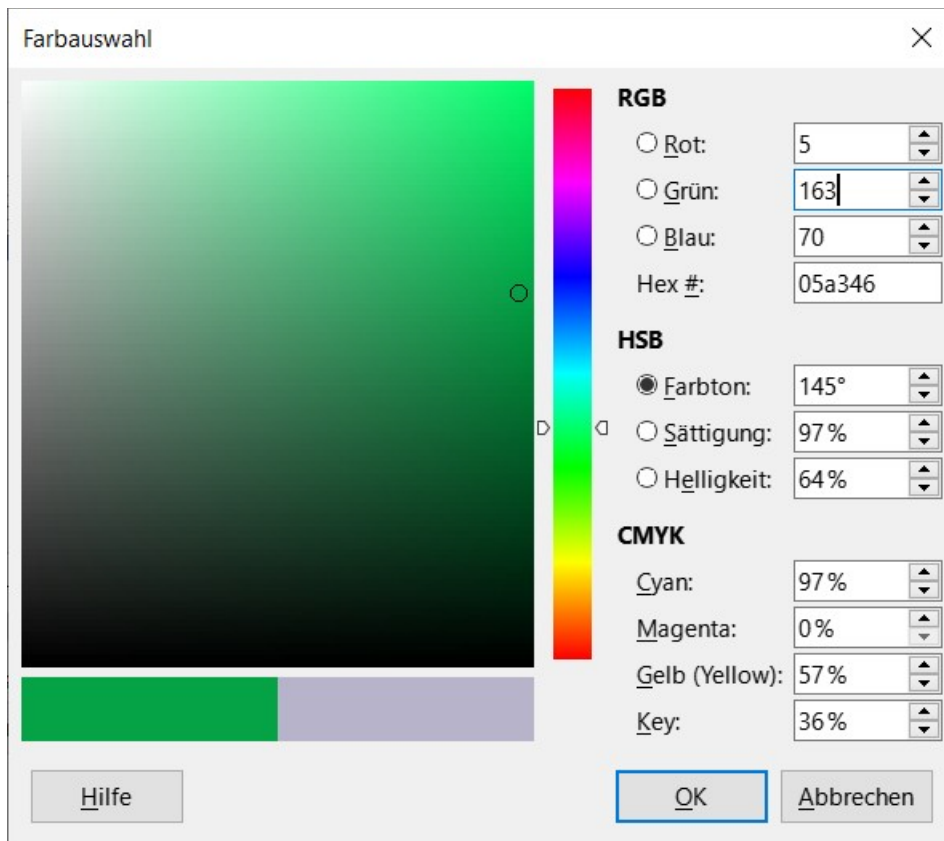 Farbauswahl
RGB
Rot: 5
Grün: 163
Blau: 70
Hex #: 05a346
HSB
Farbton: 145°
Sättigung: 97%
Helligkeit: 64%
CMYK
Cyan: 97%
Magenta: 0%
Gelb (Yellow): 57%
Key: 36%
Hilfe OK Abbrechen